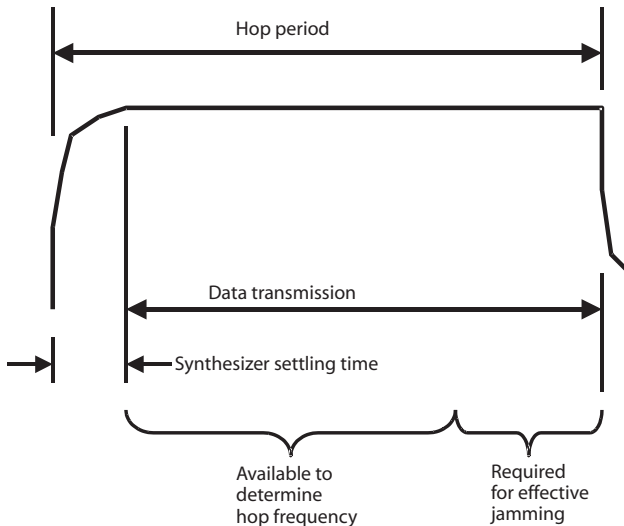 Hop period
Data transmission
Synthesizer settling time
Available to
determine
hop frequency
Required
for effective
jamming